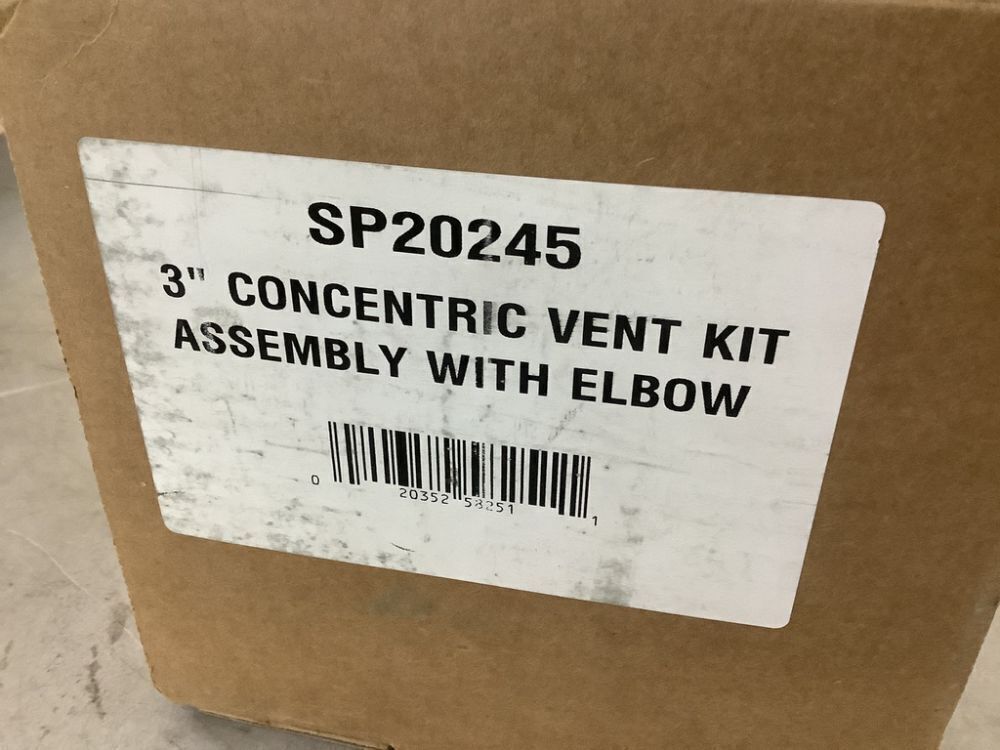 SP20245
3" CONCENTRIC VENT KIT
ASSEMBLY WITH ELBOW
0 20352 58251 1